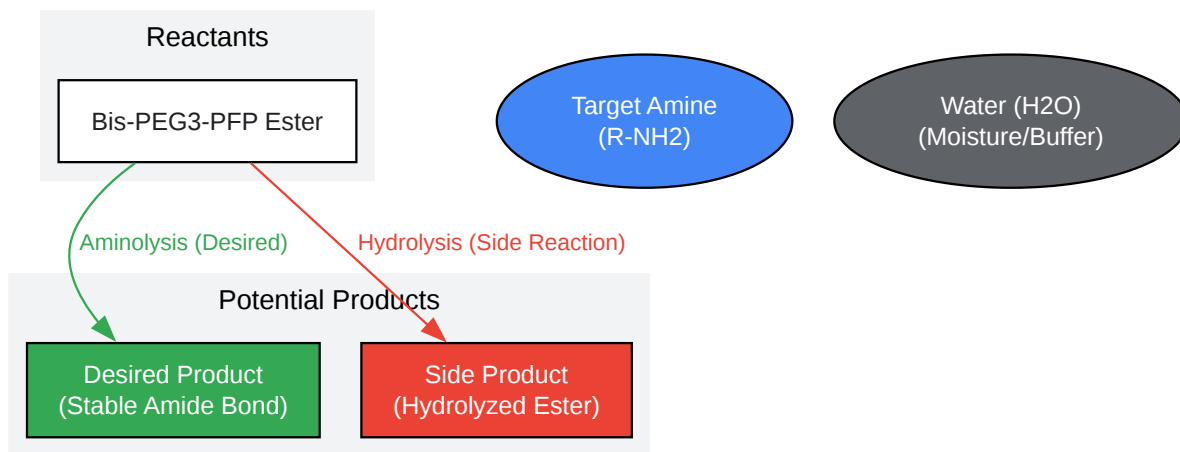 Reactants
Bis-PEG3-PFP Ester
Target Amine
(R-NH2)
Water (H2O)
(Moisture/Buffer)
Aminolysis (Desired)
Hydrolysis (Side Reaction)
Potential Products
Desired Product
(Stable Amide Bond)
Side Product
(Hydrolyzed Ester)